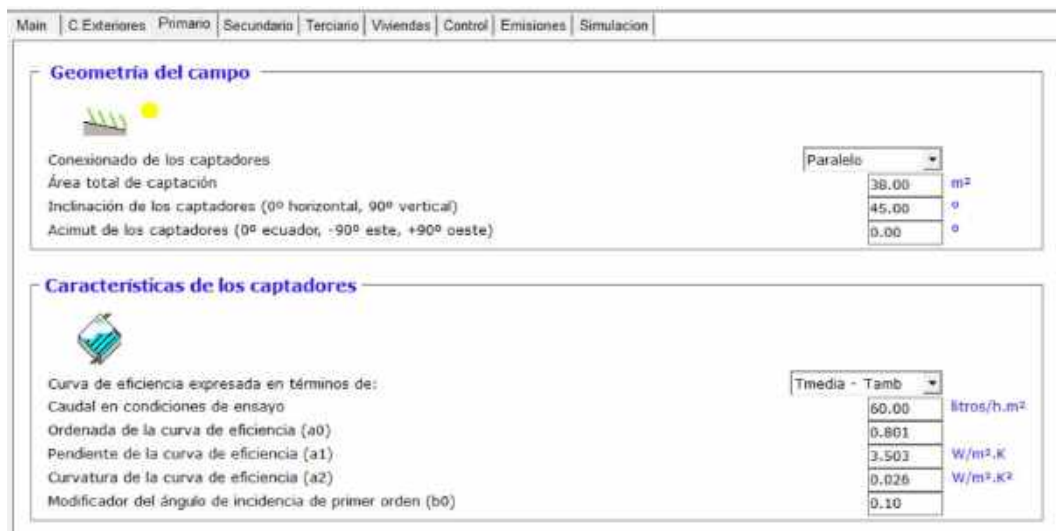 Main C.Exteriores Primario Secundario Terciario Viviendas Control Emisiones Simulacion
Geometría del campo
Conexionado de los captadores Paralelo
Área total de captación 38.00 m²
Inclinación de los captadores (0º horizontal, 90º vertical) 45.00 º
Acimut de los captadores (0º ecuador, -90º este, +90º oeste) 0.00 º
Características de los captadores
Curva de eficiencia expresada en términos de: Tmedia - Tamb
Caudal en condiciones de ensayo 60.00 litros/h.m²
Ordenada de la curva de eficiencia (a0) 0.801
Pendiente de la curva de eficiencia (a1) 3.503 W/m².K
Curvatura de la curva de eficiencia (a2) 0.026 W/m².K²
Modificador del ángulo de incidencia de primer orden (b0) 0.10